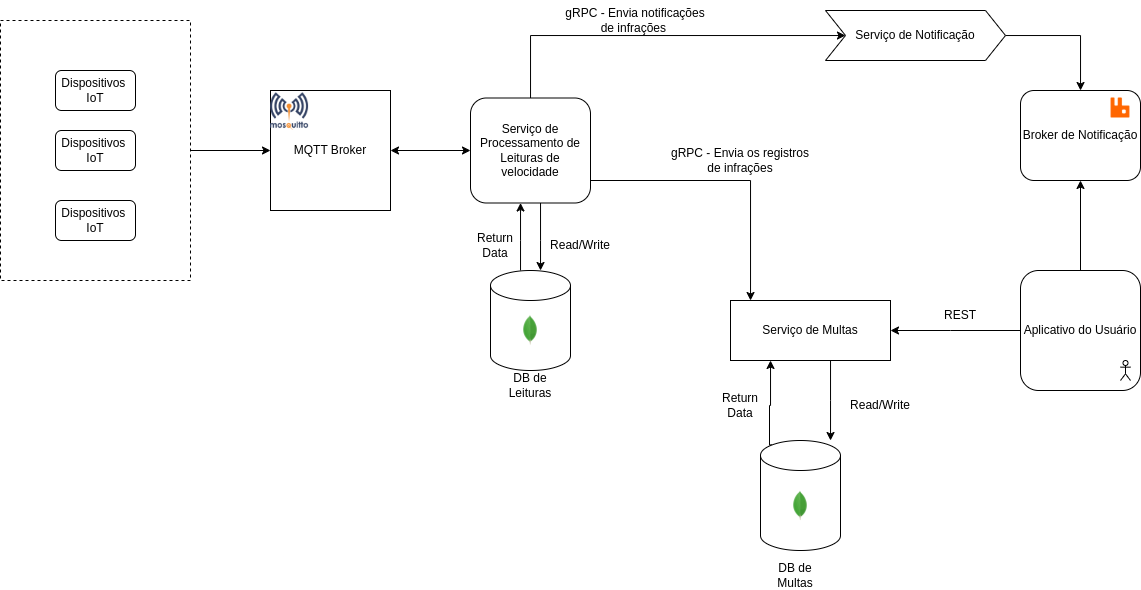 gRPC - Envia notificações
de infrações
Serviço de Notificação
Dispositivos
IoT
Dispositivos
IoT
Dispositivos
IoT
mosquitto
MQTT Broker
Serviço de
Processamento de
Leituras de
velocidade
Broker de Notificação
gRPC - Envia os registros
de infrações
Return
Data
Read/Write
DB de
Leituras
Serviço de Multas
REST
Aplicativo do Usuário
Return
Data
Read/Write
DB de
Multas